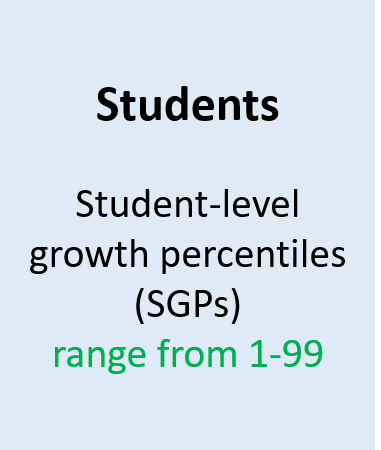 Students
Student-level
growth percentiles
(SGPs)
range from 1-99